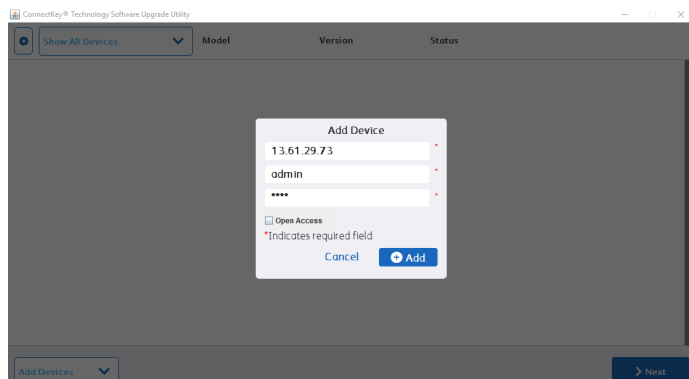 ConnectKey® Technology Software Upgrade Utility
Show All Devices Model Version Status
Add Device
13.61.29.73 *
admin *
**** *
Open Access
*Indicates required field
Cancel Add
Add Devices Next